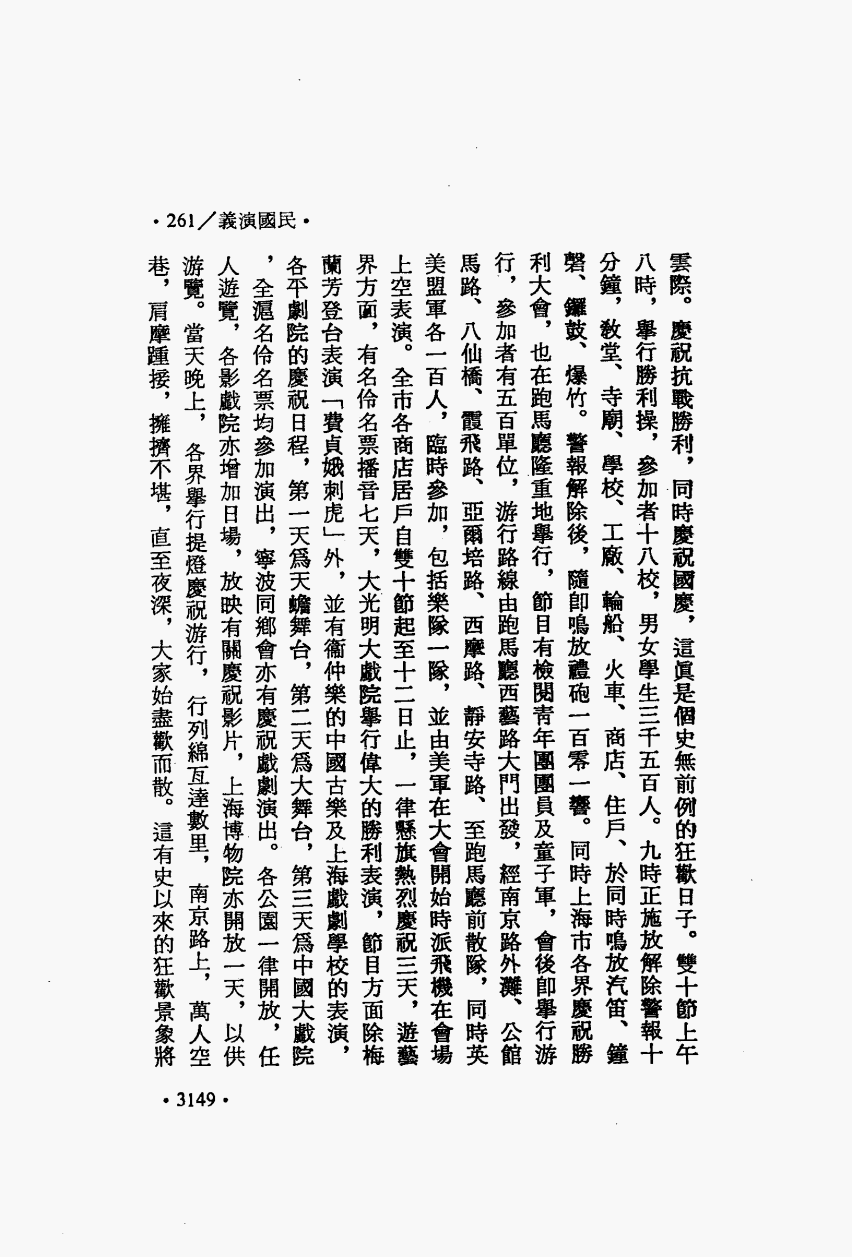 •261／義演國民•
雲際。慶祝抗戰勝利，同時慶祝國慶，這眞是個史無前例的狂歡日子。雙十節上午
八時，舉行勝利操，參加者十八校，男女學生三千五百人。九時正施放解除警報十
分鐘，敎堂、寺廟、學校、工廠、輪船、火車、商店、住戶、於同時鳴放汽笛、鐘
磬、鑼鼓、爆竹。警報解除後，隨卽鳴放禮砲一百零一響。同時上海市各界慶祝勝
利大會，也在跑馬廳隆重地舉行，節目有檢閱靑年團團員及童子軍，會後卽舉行游
行，參加者有五百單位，游行路線由跑馬廳西藝路大門出發，經南京路外灘、公館
馬路、八仙橋、霞飛路、亞爾培路、西摩路、靜安寺路、至跑馬廳前散隊，同時英
美盟軍各一百人，臨時參加，包括樂隊一隊，並由美軍在大會開始時派飛機在會場
上空表演。全市各商店居戶自雙十節起至十二日止，一律懸旗熱烈慶祝三天，遊藝
界方面，有名伶名票播音七天，大光明大戲院舉行偉大的勝利表演，節目方面除梅
蘭芳登台表演「費貞娥刺虎」外，並有衞仲樂的中國古樂及上海戲劇學校的表演，
各平劇院的慶祝日程，第一天爲天蟾舞台，第二天爲大舞台，第三天爲中國大戲院
，全滬名伶名票均參加演出，寧波同鄕會亦有慶祝戲劇演出。各公園一律開放，任
人遊覽，各影戲院亦增加日場，放映有關慶祝影片，上海博物院亦開放一天，以供
游覽。當天晚上，各界舉行提燈慶祝游行，行列綿亙達數里，南京路上，萬人空
巷，肩摩踵接，擁擠不堪，直至夜深，大家始盡歡而散。這有史以來的狂歡景象將
•3149•